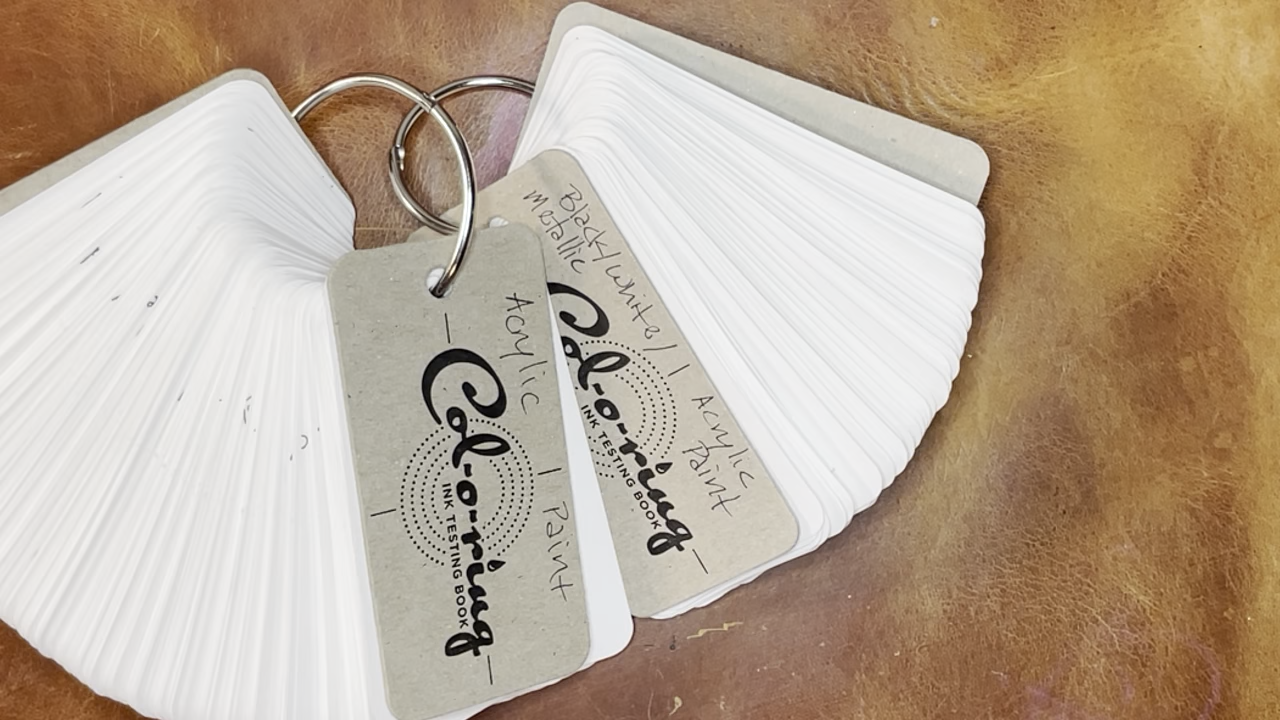 Acrylic Paint
Col-o-ring
INK TESTING BOOK
Black/White/
Metallic
Acrylic
Paint
Col-o-ring
INK TESTING BOOK